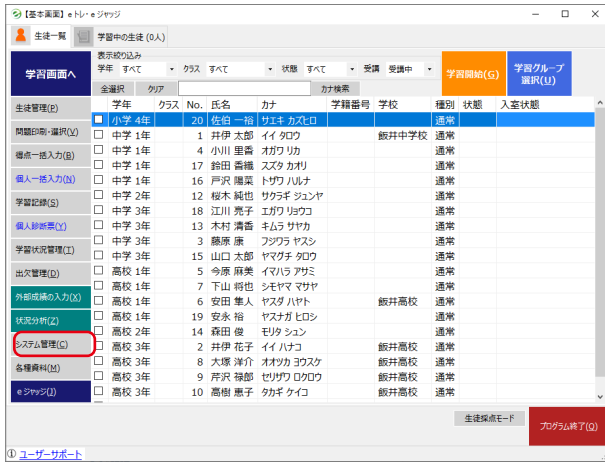 【基本画面】eトレ・eジャッジ
生徒一覧 学習中の生徒 (0人)
学習画面へ
表示絞り込み
学年 すべて クラス すべて 状態 すべて 受講 受講中
学習開始(G)
学習グループ
選択(U)
全選択 クリア カナ検索
生徒管理(P)
問題印刷・選択(V)
得点一括入力(B)
個人一括入力(N)
学習記録(S)
個人診断票(Y)
学習状況管理(T)
出欠管理(D)
外部成績の入力(X)
状況分析(Z)
システム管理(C)
各種資料(M)
eジャッジ(J)
学年 クラス No. 氏名 カナ 学籍番号 学校 種別 状態 入室状態
小学 4年 20 佐伯 一裕 サエキ カズヒロ 通常
中学 1年 1 井伊 太郎 イイ タロウ 飯井中学校 通常
中学 1年 4 小川 里香 オガワ リカ 通常
中学 1年 17 鈴田 香織 スズタ カオリ 通常
中学 1年 16 戸沢 陽菜 トザワ ハルナ 通常
中学 2年 12 桜木 純也 サクラギ ジュンヤ 通常
中学 3年 18 江川 亮子 エガワ リョウコ 通常
中学 3年 13 木村 清香 キムラ サヤカ 通常
中学 3年 3 藤原 康 フジワラ ヤスシ 通常
中学 3年 15 山口 太郎 ヤマグチ タロウ 通常
高校 1年 5 今原 麻美 イマハラ アサミ 通常
高校 1年 7 下山 将也 シモヤマ マサヤ 通常
高校 1年 6 安田 隼人 ヤスダ ハヤト 飯井高校 通常
高校 1年 19 安永 裕 ヤスナガ ヒロシ 通常
高校 2年 14 森田 俊 モリタ シュン 通常
高校 3年 2 井伊 花子 イイ ハナコ 飯井高校 通常
高校 3年 8 大塚 洋介 オオツカ ヨウスケ 飯井高校 通常
高校 3年 9 芹沢 禄郎 セリザワ ロクロウ 飯井高校 通常
高校 3年 10 高樹 恵子 タカギ ケイコ 飯井高校 通常
生徒採点モード
プログラム終了(Q)
ユーザーサポート